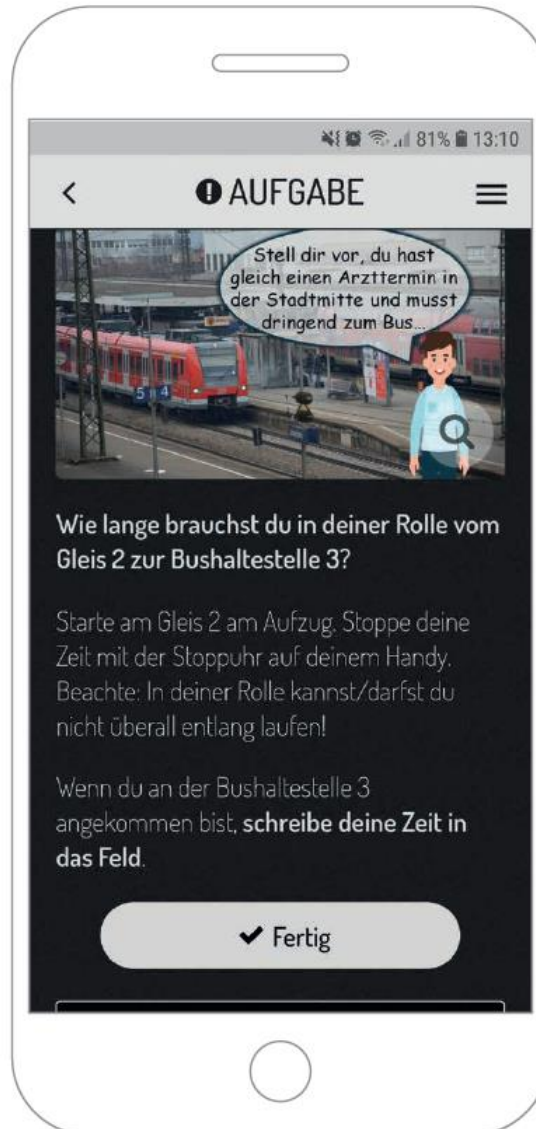 81% 13:10
AUFGABE
Stell dir vor, du hast
gleich einen Arzttermin in
der Stadtmitte und musst
dringend zum Bus...
5 4
Wie lange brauchst du in deiner Rolle vom
Gleis 2 zur Bushaltestelle 3?
Starte am Gleis 2 am Aufzug. Stoppe deine
Zeit mit der Stoppuhr auf deinem Handy.
Beachte: In deiner Rolle kannst/darfst du
nicht überall entlang laufen!
Wenn du an der Bushaltestelle 3
angekommen bist, schreibe deine Zeit in
das Feld.
Fertig